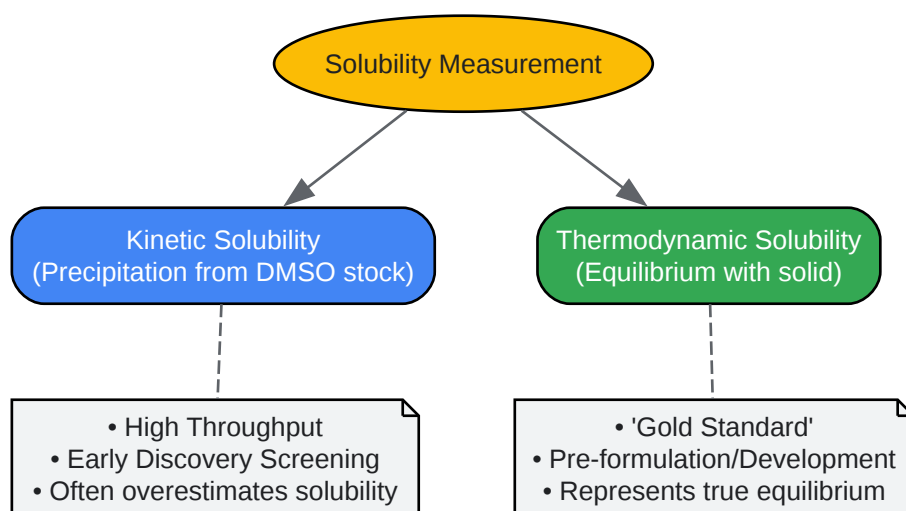 Solubility Measurement
Kinetic Solubility
(Precipitation from DMSO stock)
Thermodynamic Solubility
(Equilibrium with solid)
• High Throughput
• Early Discovery Screening
• Often overestimates solubility
• 'Gold Standard'
• Pre-formulation/Development
• Represents true equilibrium